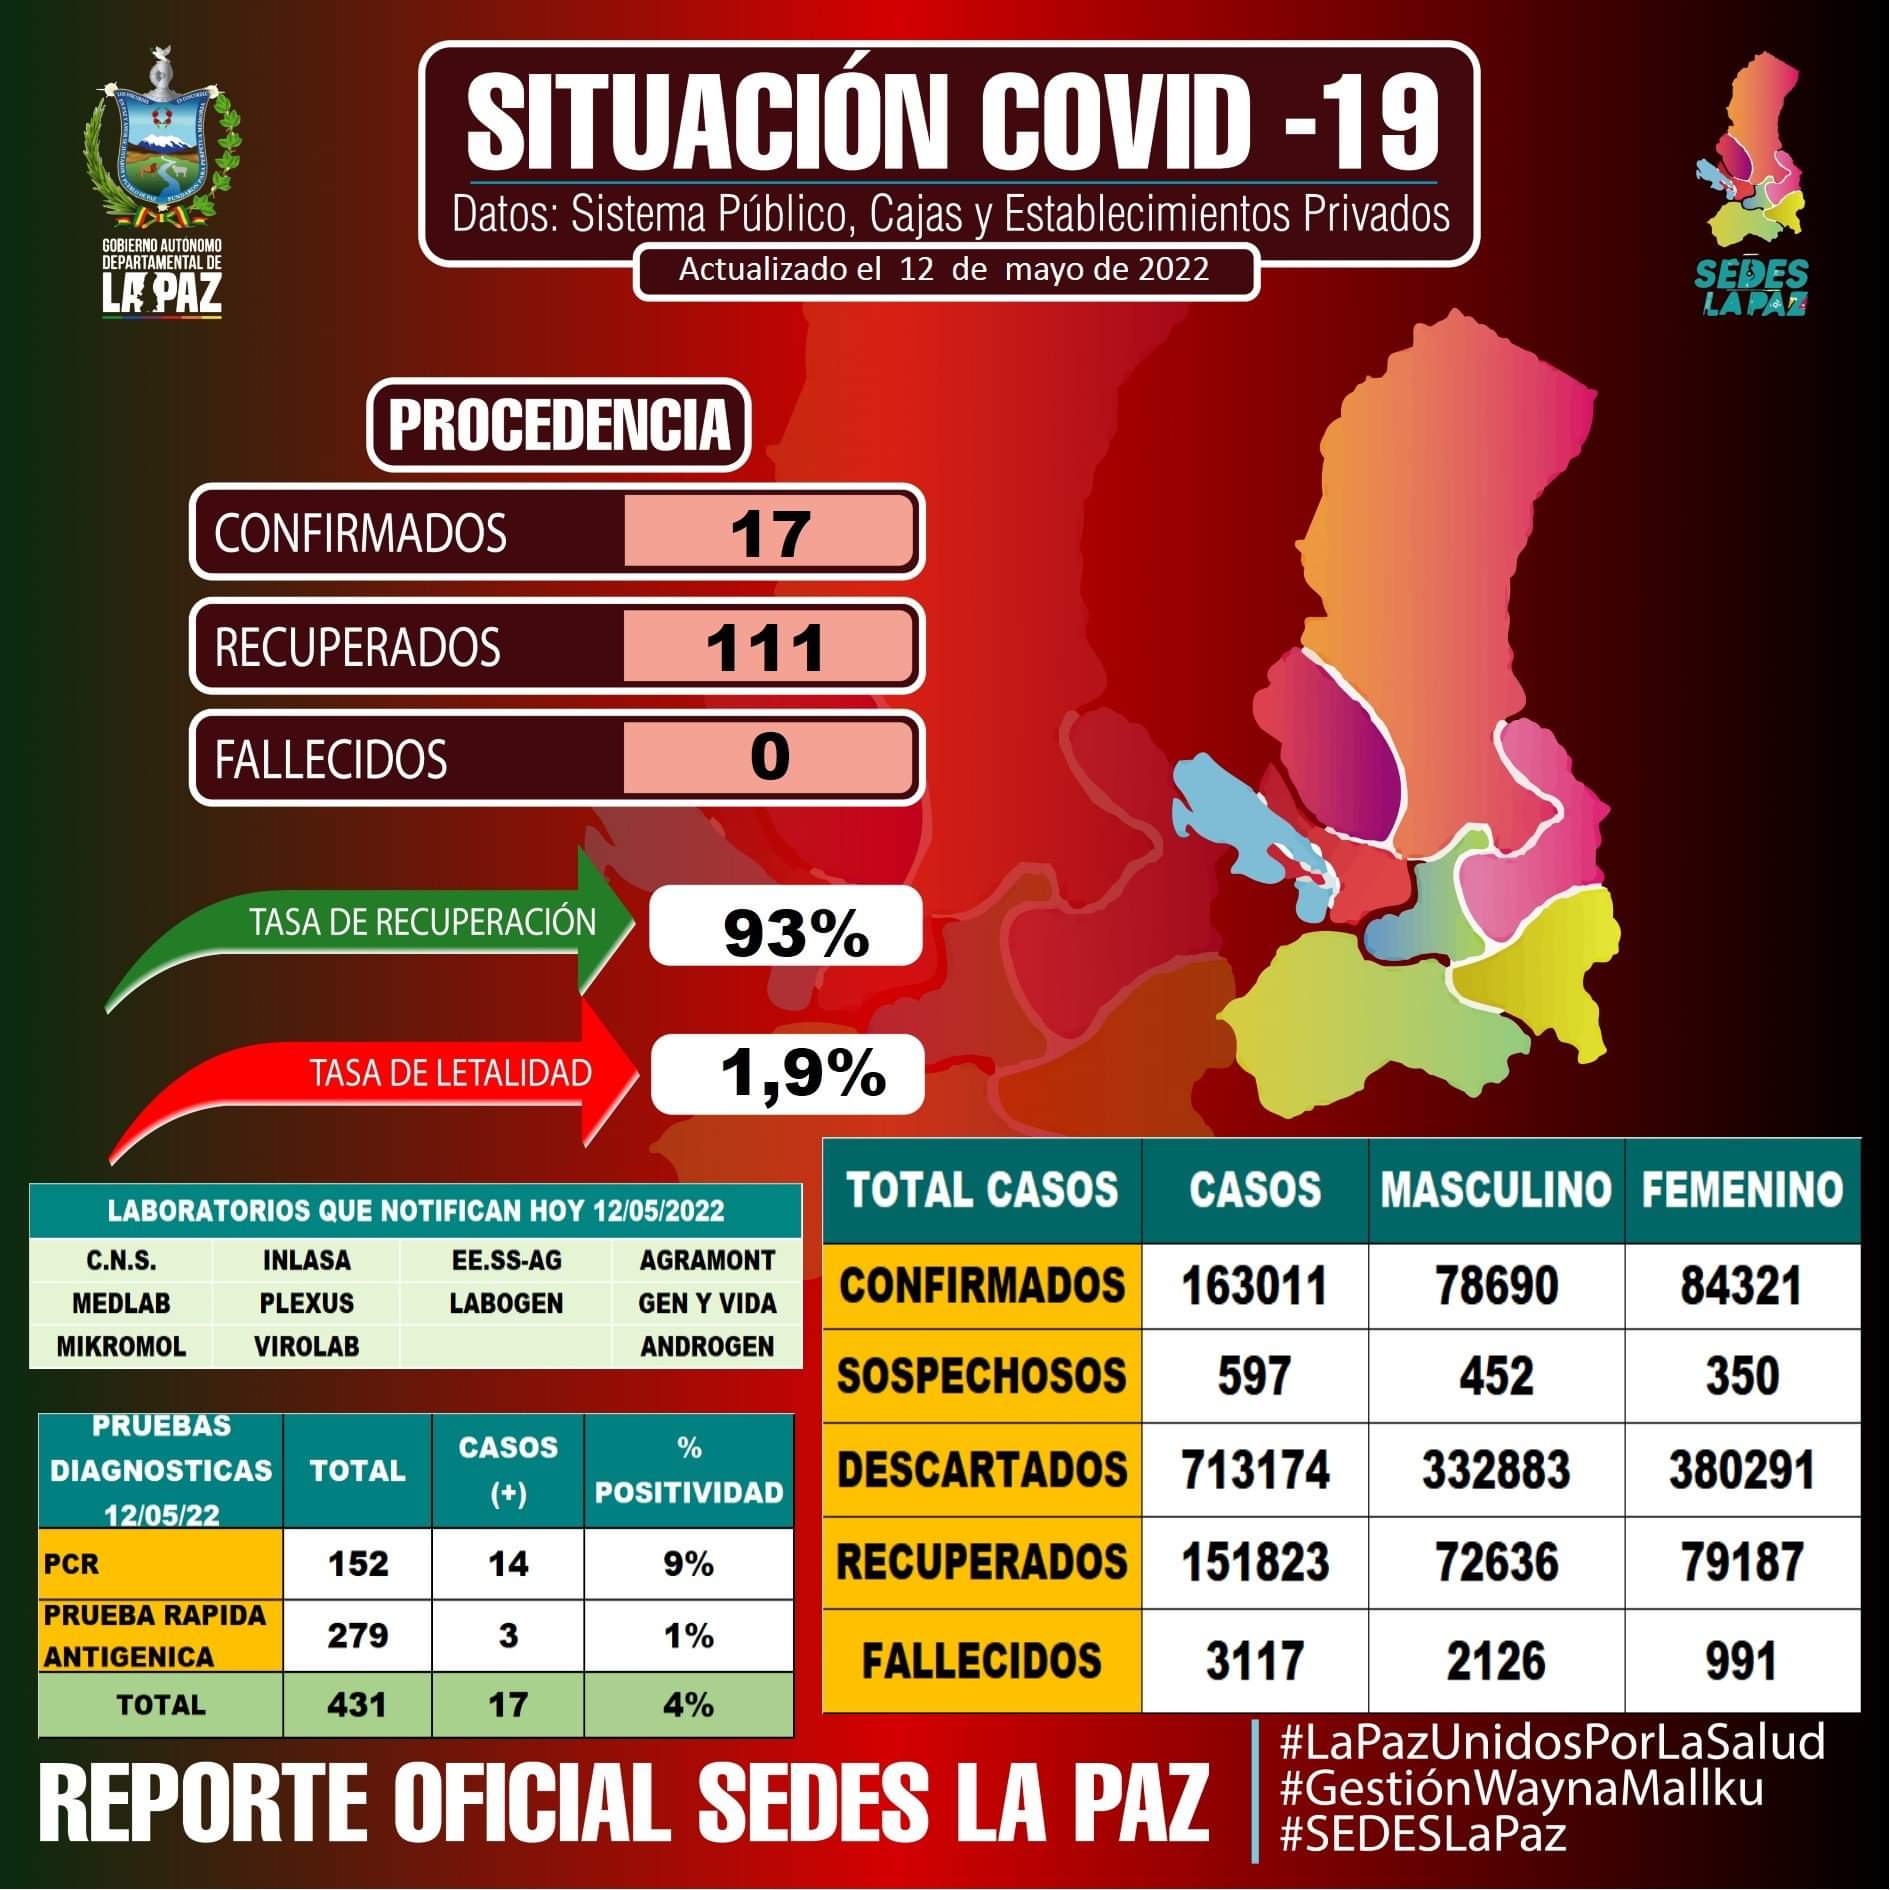 SITUACIÓN COVID -19
Datos: Sistema Público, Cajas y Establecimientos Privados
Actualizado el 12 de mayo de 2022
GOBIERNO AUTÓNOMO
DEPARTAMENTAL DE
LA PAZ
SEDES
LA PAZ
PROCEDENCIA
CONFIRMADOS 17
RECUPERADOS 111
FALLECIDOS 0
TASA DE RECUPERACIÓN 93%
TASA DE LETALIDAD 1,9%
LABORATORIOS QUE NOTIFICAN HOY 12/05/2022
C.N.S. INLASA EE.SS-AG AGRAMONT
MEDLAB PLEXUS LABOGEN GEN Y VIDA
MIKROMOL VIROLAB ANDROGEN
PRUEBAS
DIAGNOSTICAS
12/05/22
TOTAL
CASOS
(+)
%
POSITIVIDAD
PCR 152 14 9%
PRUEBA RAPIDA
ANTIGENICA
279 3 1%
TOTAL 431 17 4%
TOTAL CASOS CASOS MASCULINO FEMENINO
CONFIRMADOS 163011 78690 84321
SOSPECHOSOS 597 452 350
DESCARTADOS 713174 332883 380291
RECUPERADOS 151823 72636 79187
FALLECIDOS 3117 2126 991
REPORTE OFICIAL SEDES LA PAZ
#LaPazUnidosPorLaSalud
#GestiónWaynaMallku
#SEDESLaPaz